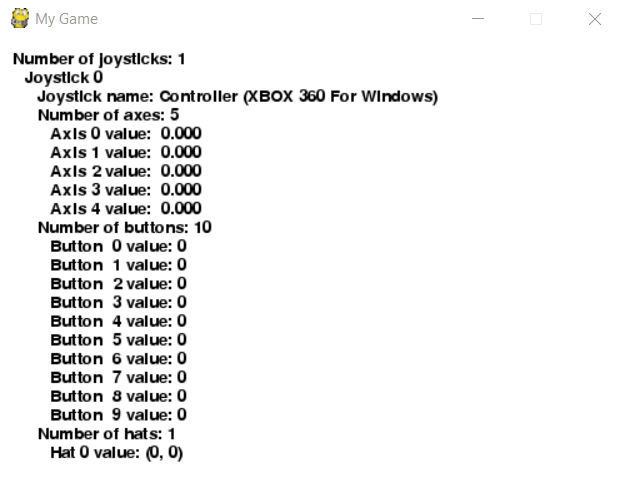 My Game
Number of joysticks: 1
Joystick 0
Joystick name: Controller (XBOX 360 For Windows)
Number of axes: 5
Axis 0 value: 0.000
Axis 1 value: 0.000
Axis 2 value: 0.000
Axis 3 value: 0.000
Axis 4 value: 0.000
Number of buttons: 10
Button 0 value: 0
Button 1 value: 0
Button 2 value: 0
Button 3 value: 0
Button 4 value: 0
Button 5 value: 0
Button 6 value: 0
Button 7 value: 0
Button 8 value: 0
Button 9 value: 0
Number of hats: 1
Hat 0 value: (0, 0)